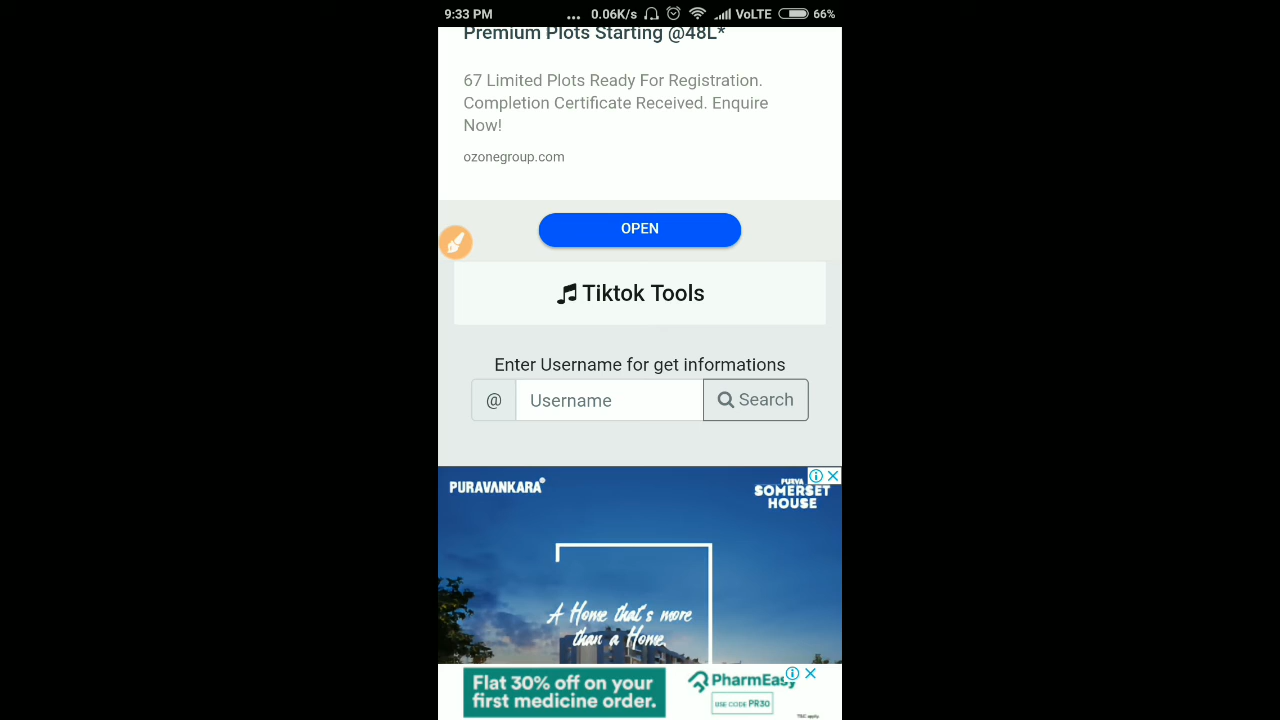 9:33 PM ... 0.06K/s VoLTE 66%
Premium Plots Starting @48L*
67 Limited Plots Ready For Registration.
Completion Certificate Received. Enquire
Now!
ozonegroup.com
OPEN
Tiktok Tools
Enter Username for get informations
@ Username Search
PURAVANKARA
PURVA
SOMERSET
HOUSE
A Home that's more
than a Home.
Flat 30% off on your
first medicine order.
PharmEasy
USE CODE PR30
T&C apply